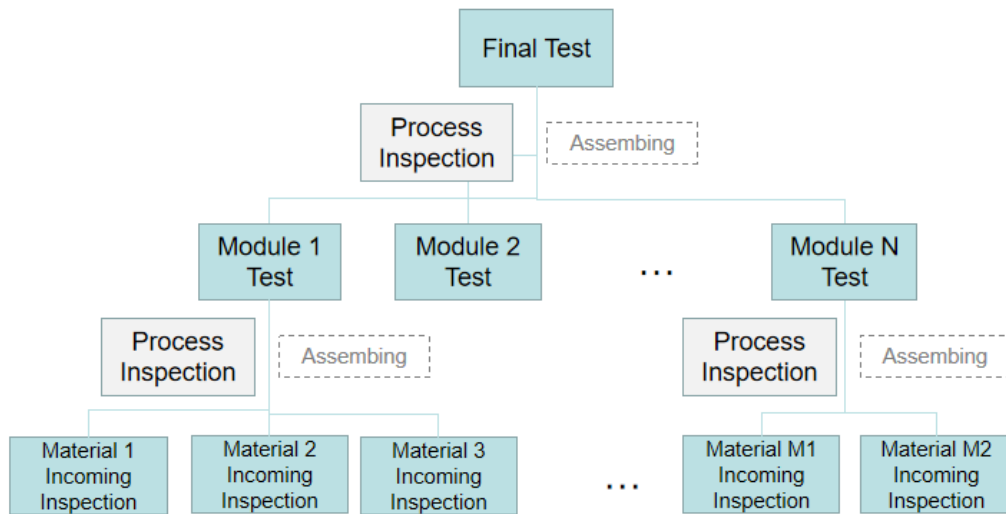 Final Test
Process
Inspection
Assembing
Module 1
Test
Module 2
Test
...
Module N
Test
Process
Inspection
Assembing
Process
Inspection
Assembing
Material 1
Incoming
Inspection
Material 2
Incoming
Inspection
Material 3
Incoming
Inspection
...
Material M1
Incoming
Inspection
Material M2
Incoming
Inspection